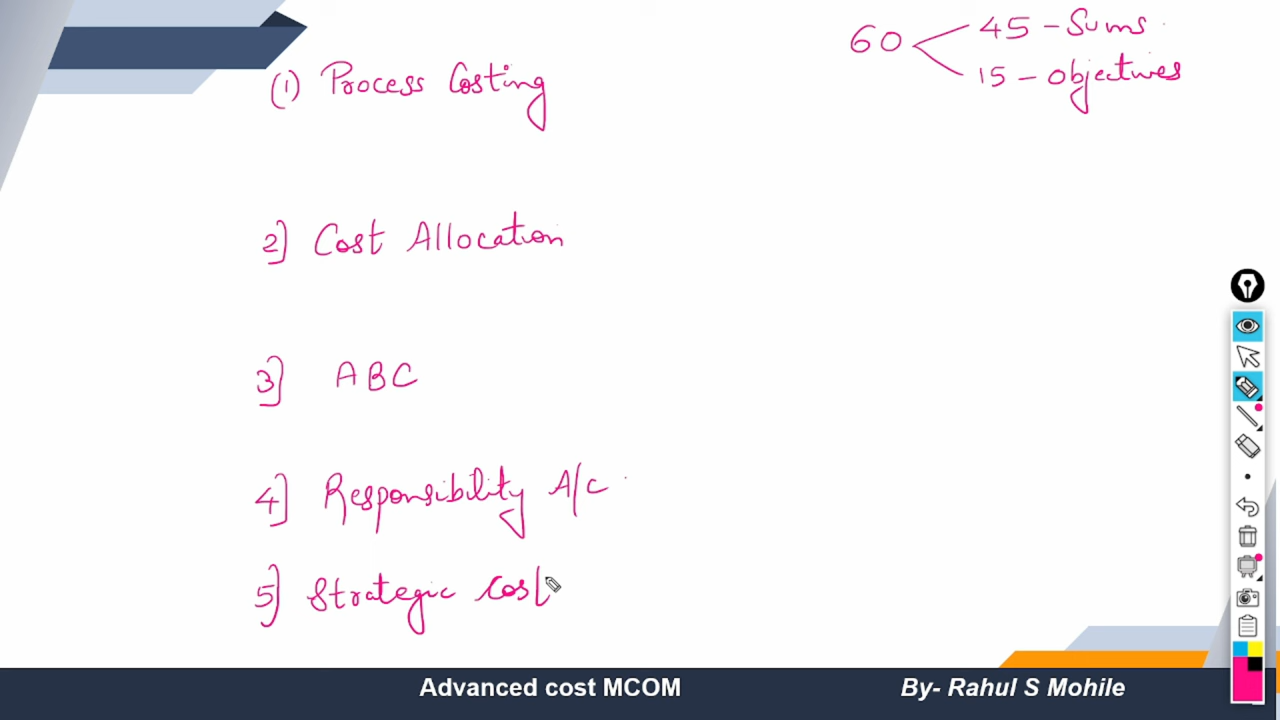 60 45 - Sums
15 - Objectives
(1) Process Costing
2] Cost Allocation
3] ABC
4] Responsibility A/c
5] Strategic Cost
Advanced cost MCOM By- Rahul S Mohile